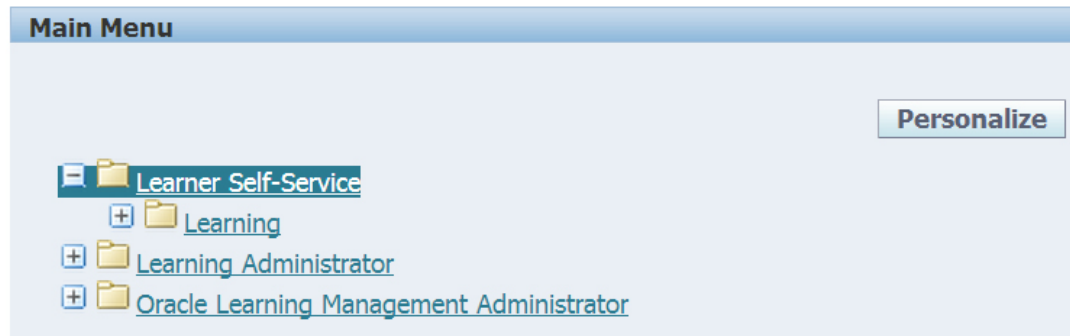 Main Menu
Personalize
Learner Self-Service
Learning
Learning Administrator
Oracle Learning Management Administrator